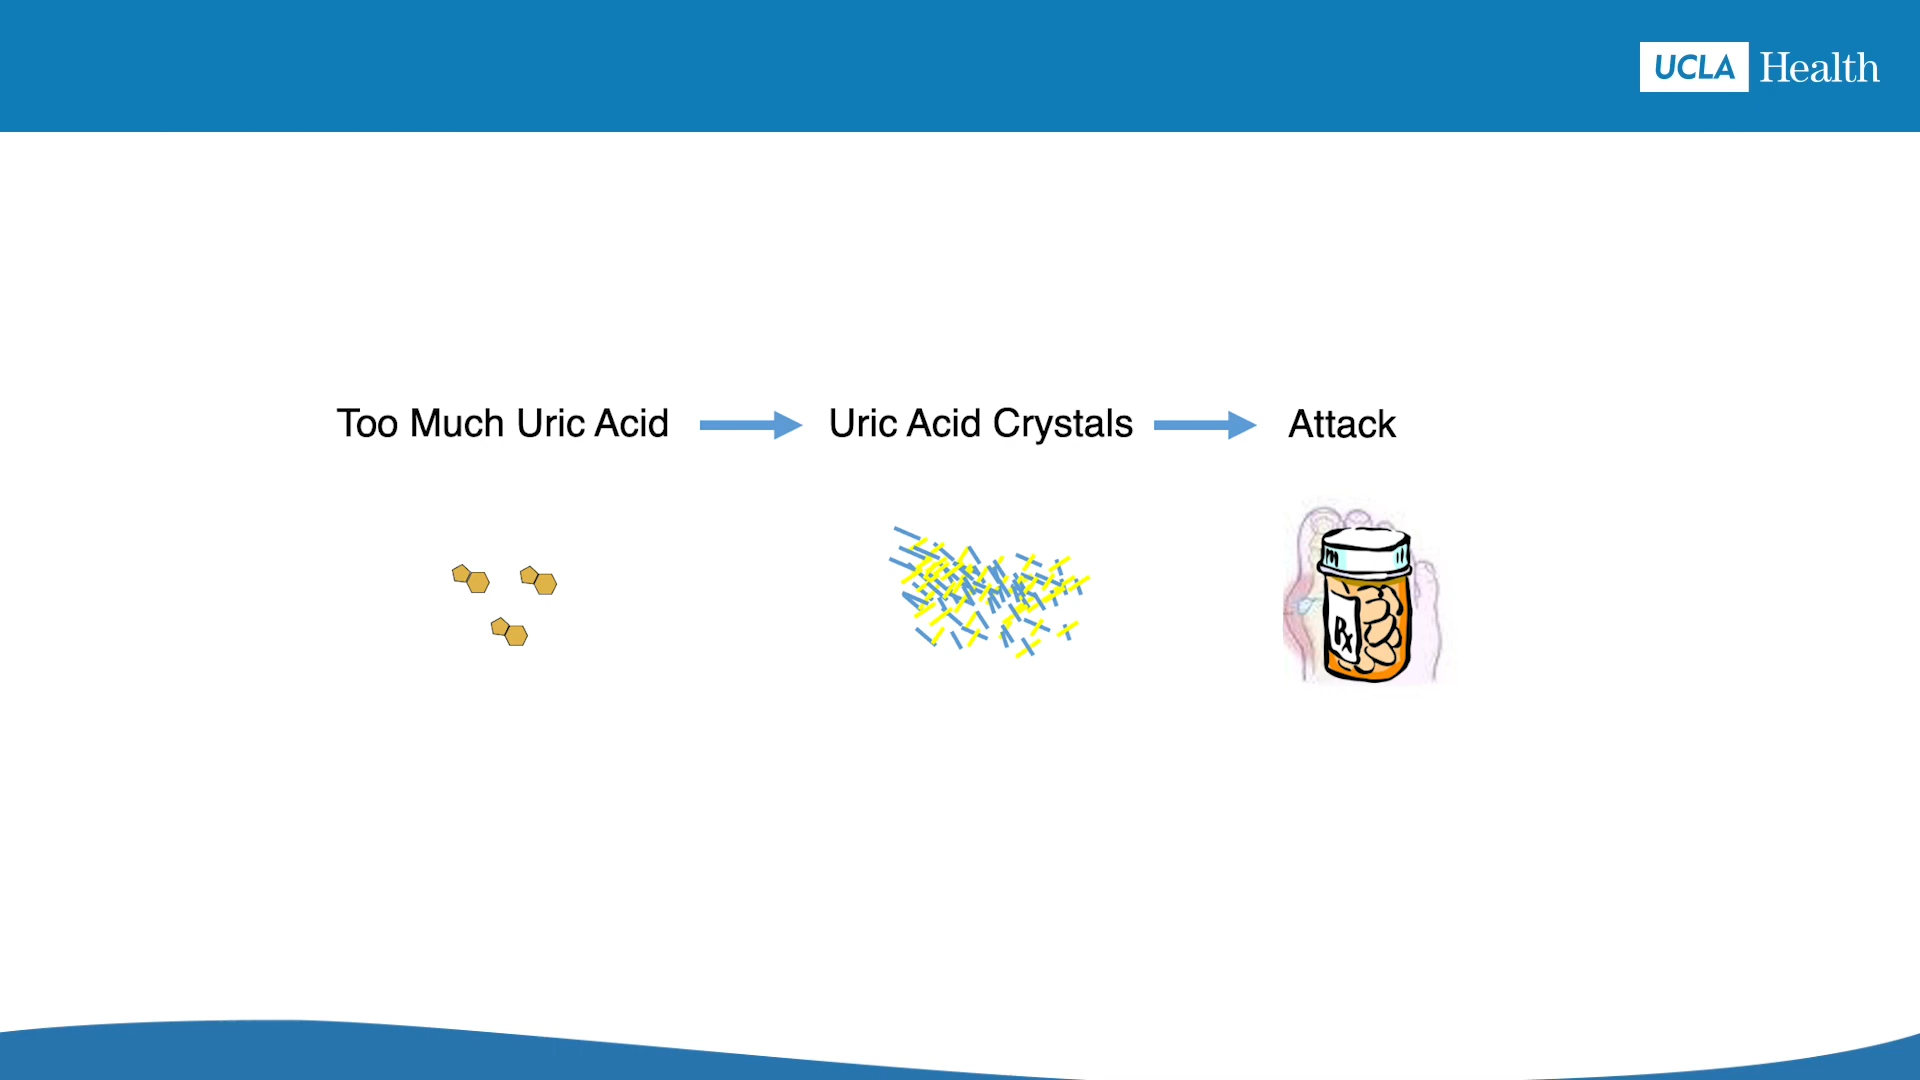 UCLA Health
Too Much Uric Acid
Uric Acid Crystals
Attack
Rx